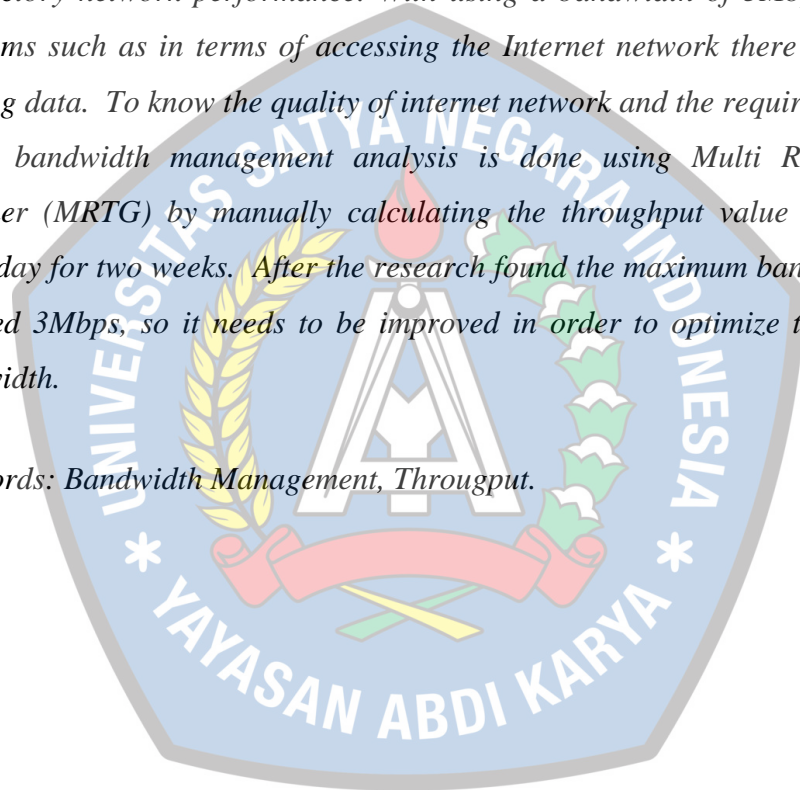 ctory network performance. With using a bandwidth of 3Mb
ms such as in terms of accessing the Internet network there
g data. To know the quality of internet network and the requir
bandwidth management analysis is done using Multi R
er (MRTG) by manually calculating the throughput value
day for two weeks. After the research found the maximum ban
ed 3Mbps, so it needs to be improved in order to optimize t
width.
ords: Bandwidth Management, Througput.
UNIVERSITAS SATYA NEGARA INDONESIA
* YAYASAN ABDI KARYA *